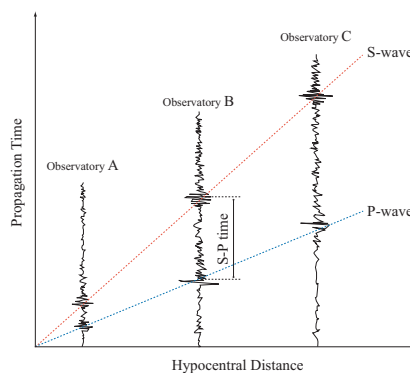 Observatory C
S-wave
Observatory B
Observatory A
P-wave
S-P time
Propagation Time
Hypocentral Distance